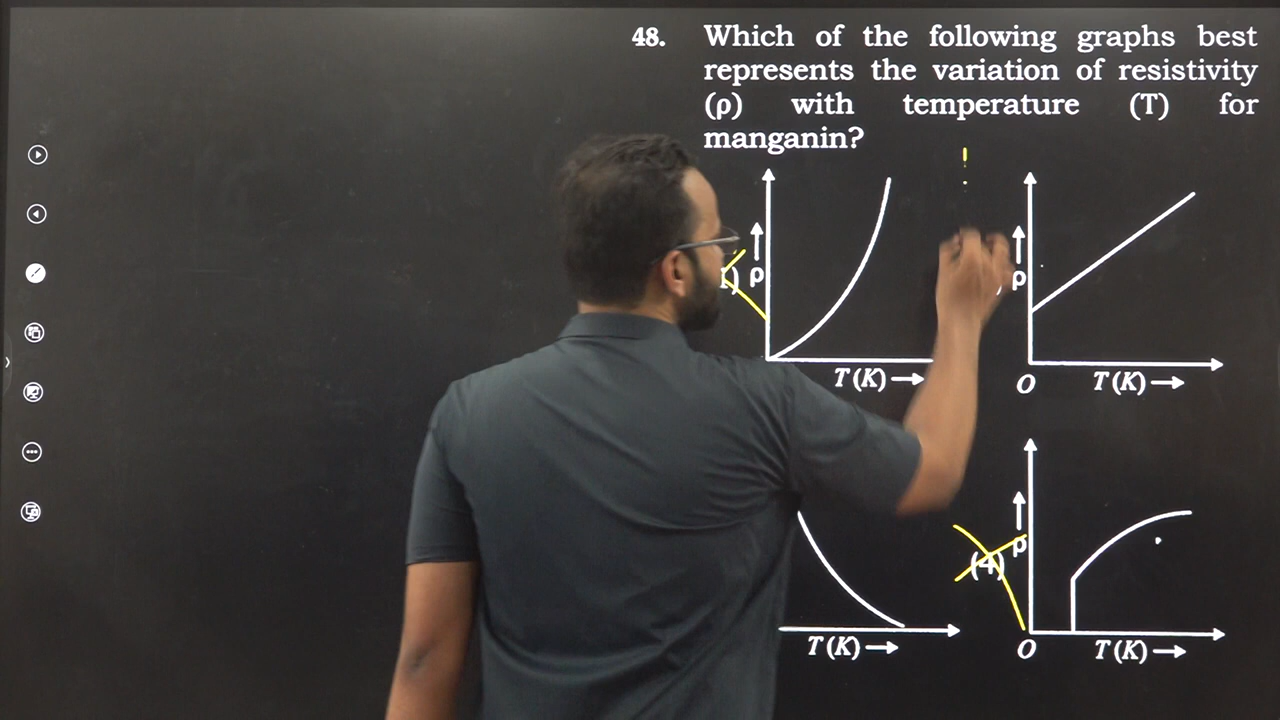 48. Which of the following graphs best
represents the variation of resistivity
(ρ) with temperature (T) for
manganin?
ρ
T (K)
ρ
O
T (K)
T (K)
(4)
ρ
O
T (K)